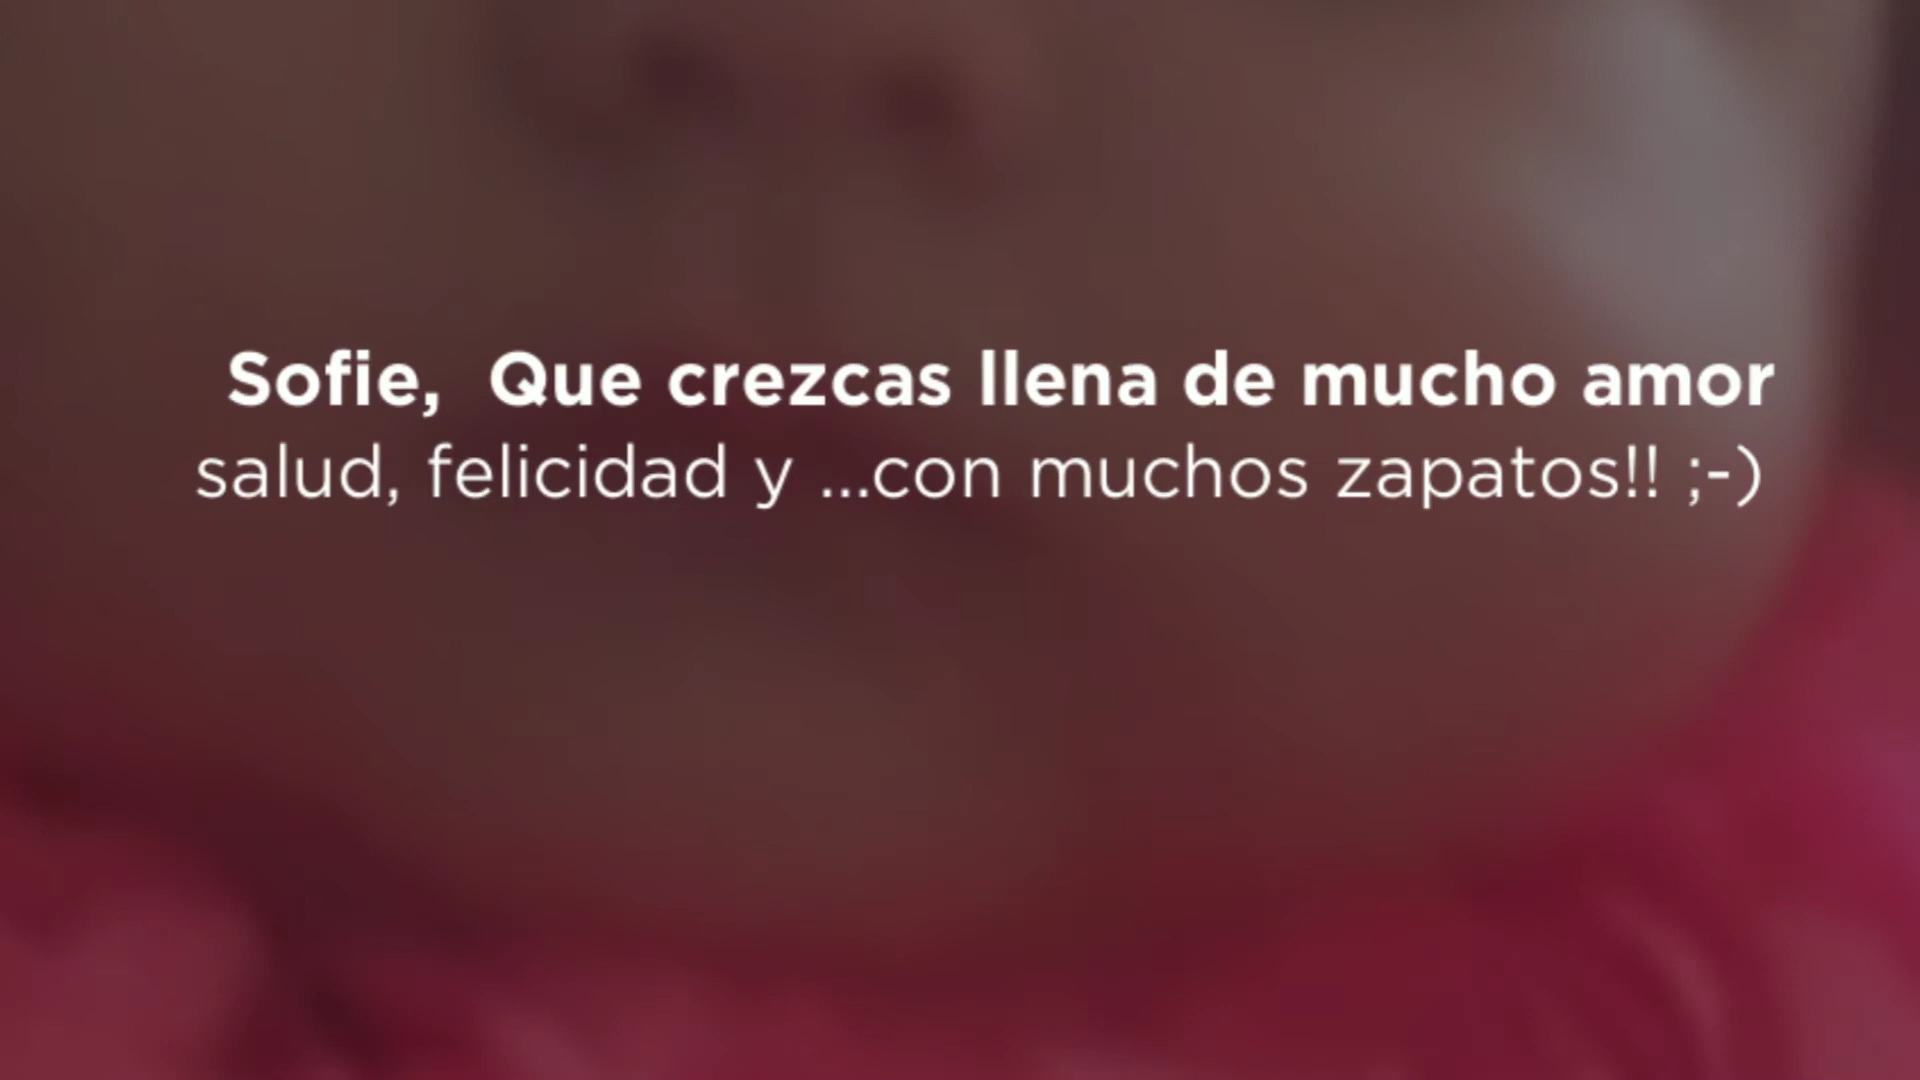 Sofie,  Que crezcas llena de mucho amor
salud, felicidad y ...con muchos zapatos!! ;-)